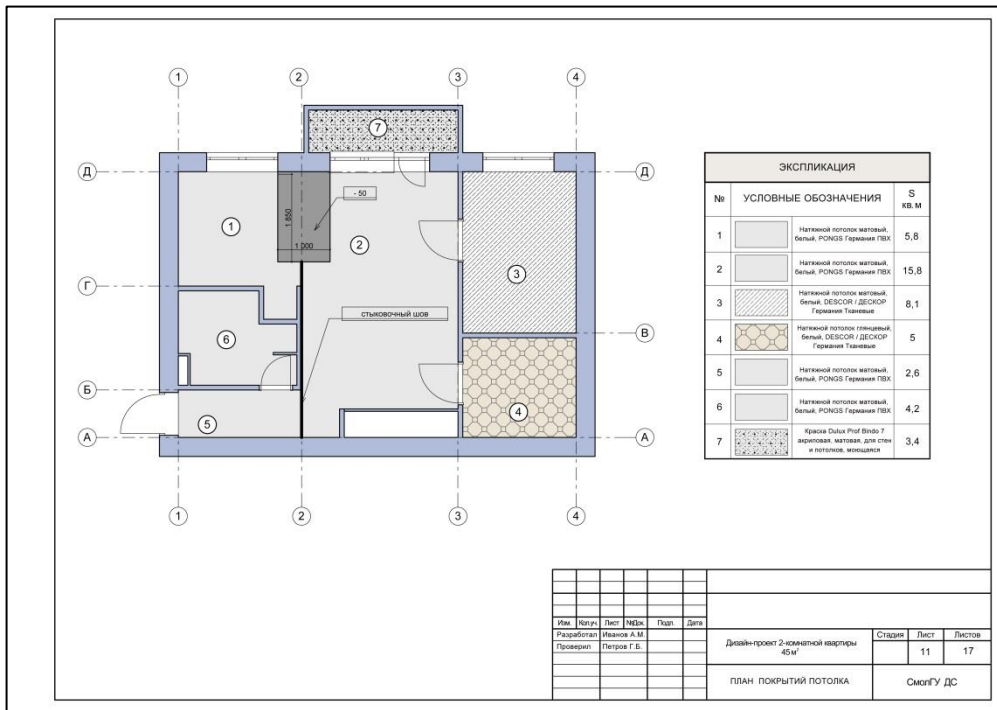 1
2
3
4
7
Д
Д
- 50
1 650
1 000
1
2
3
Г
стыковочный шов
6
В
Б
5
4
А
А
1
2
3
4
ЭКСПЛИКАЦИЯ
№ УСЛОВНЫЕ ОБОЗНАЧЕНИЯ S
КВ. М
1 Натяжной потолок матовый,
белый, PONGS Германия ПВХ 5,8
2 Натяжной потолок матовый,
белый, PONGS Германия ПВХ 15,8
3 Натяжной потолок матовый,
белый, DESCOR / ДЕСКОР
Германия Тканевые 8,1
4 Натяжной потолок глянцевый,
белый, DESCOR / ДЕСКОР
Германия Тканевые 5
5 Натяжной потолок матовый,
белый, PONGS Германия ПВХ 2,6
6 Натяжной потолок матовый,
белый, PONGS Германия ПВХ 4,2
7 Краска Dulux Prof Bindo 7
акриловая, матовая, для стен
и потолков, моющаяся 3,4
Изм. Кол.уч. Лист №Док. Подп. Дата
Разработал Иванов А.М.
Проверил Петров Г.Б.
Дизайн-проект 2-комнатной квартиры
45 м²
Стадия Лист Листов
11 17
ПЛАН ПОКРЫТИЙ ПОТОЛКА
СмолГУ ДС